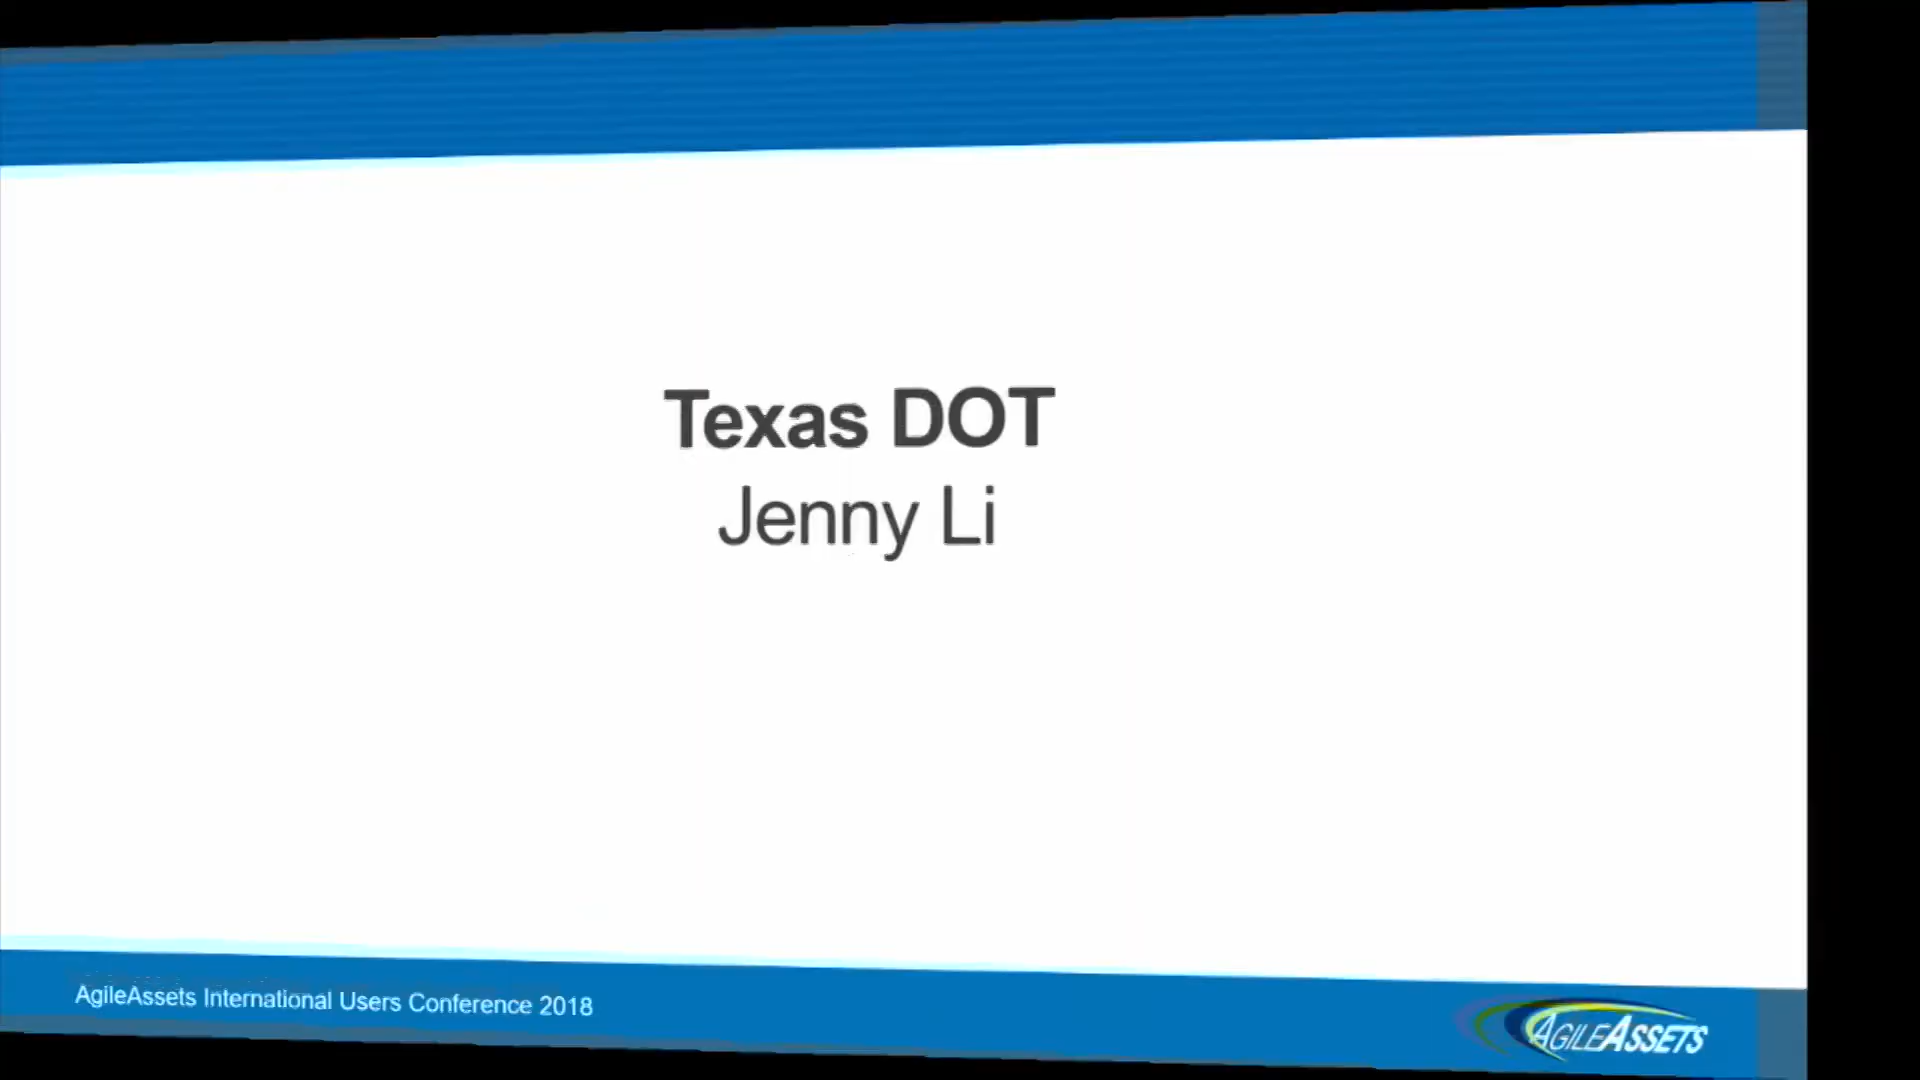 Texas DOT
Jenny Li
AgileAssets International Users Conference 2018
AGILEASSETS